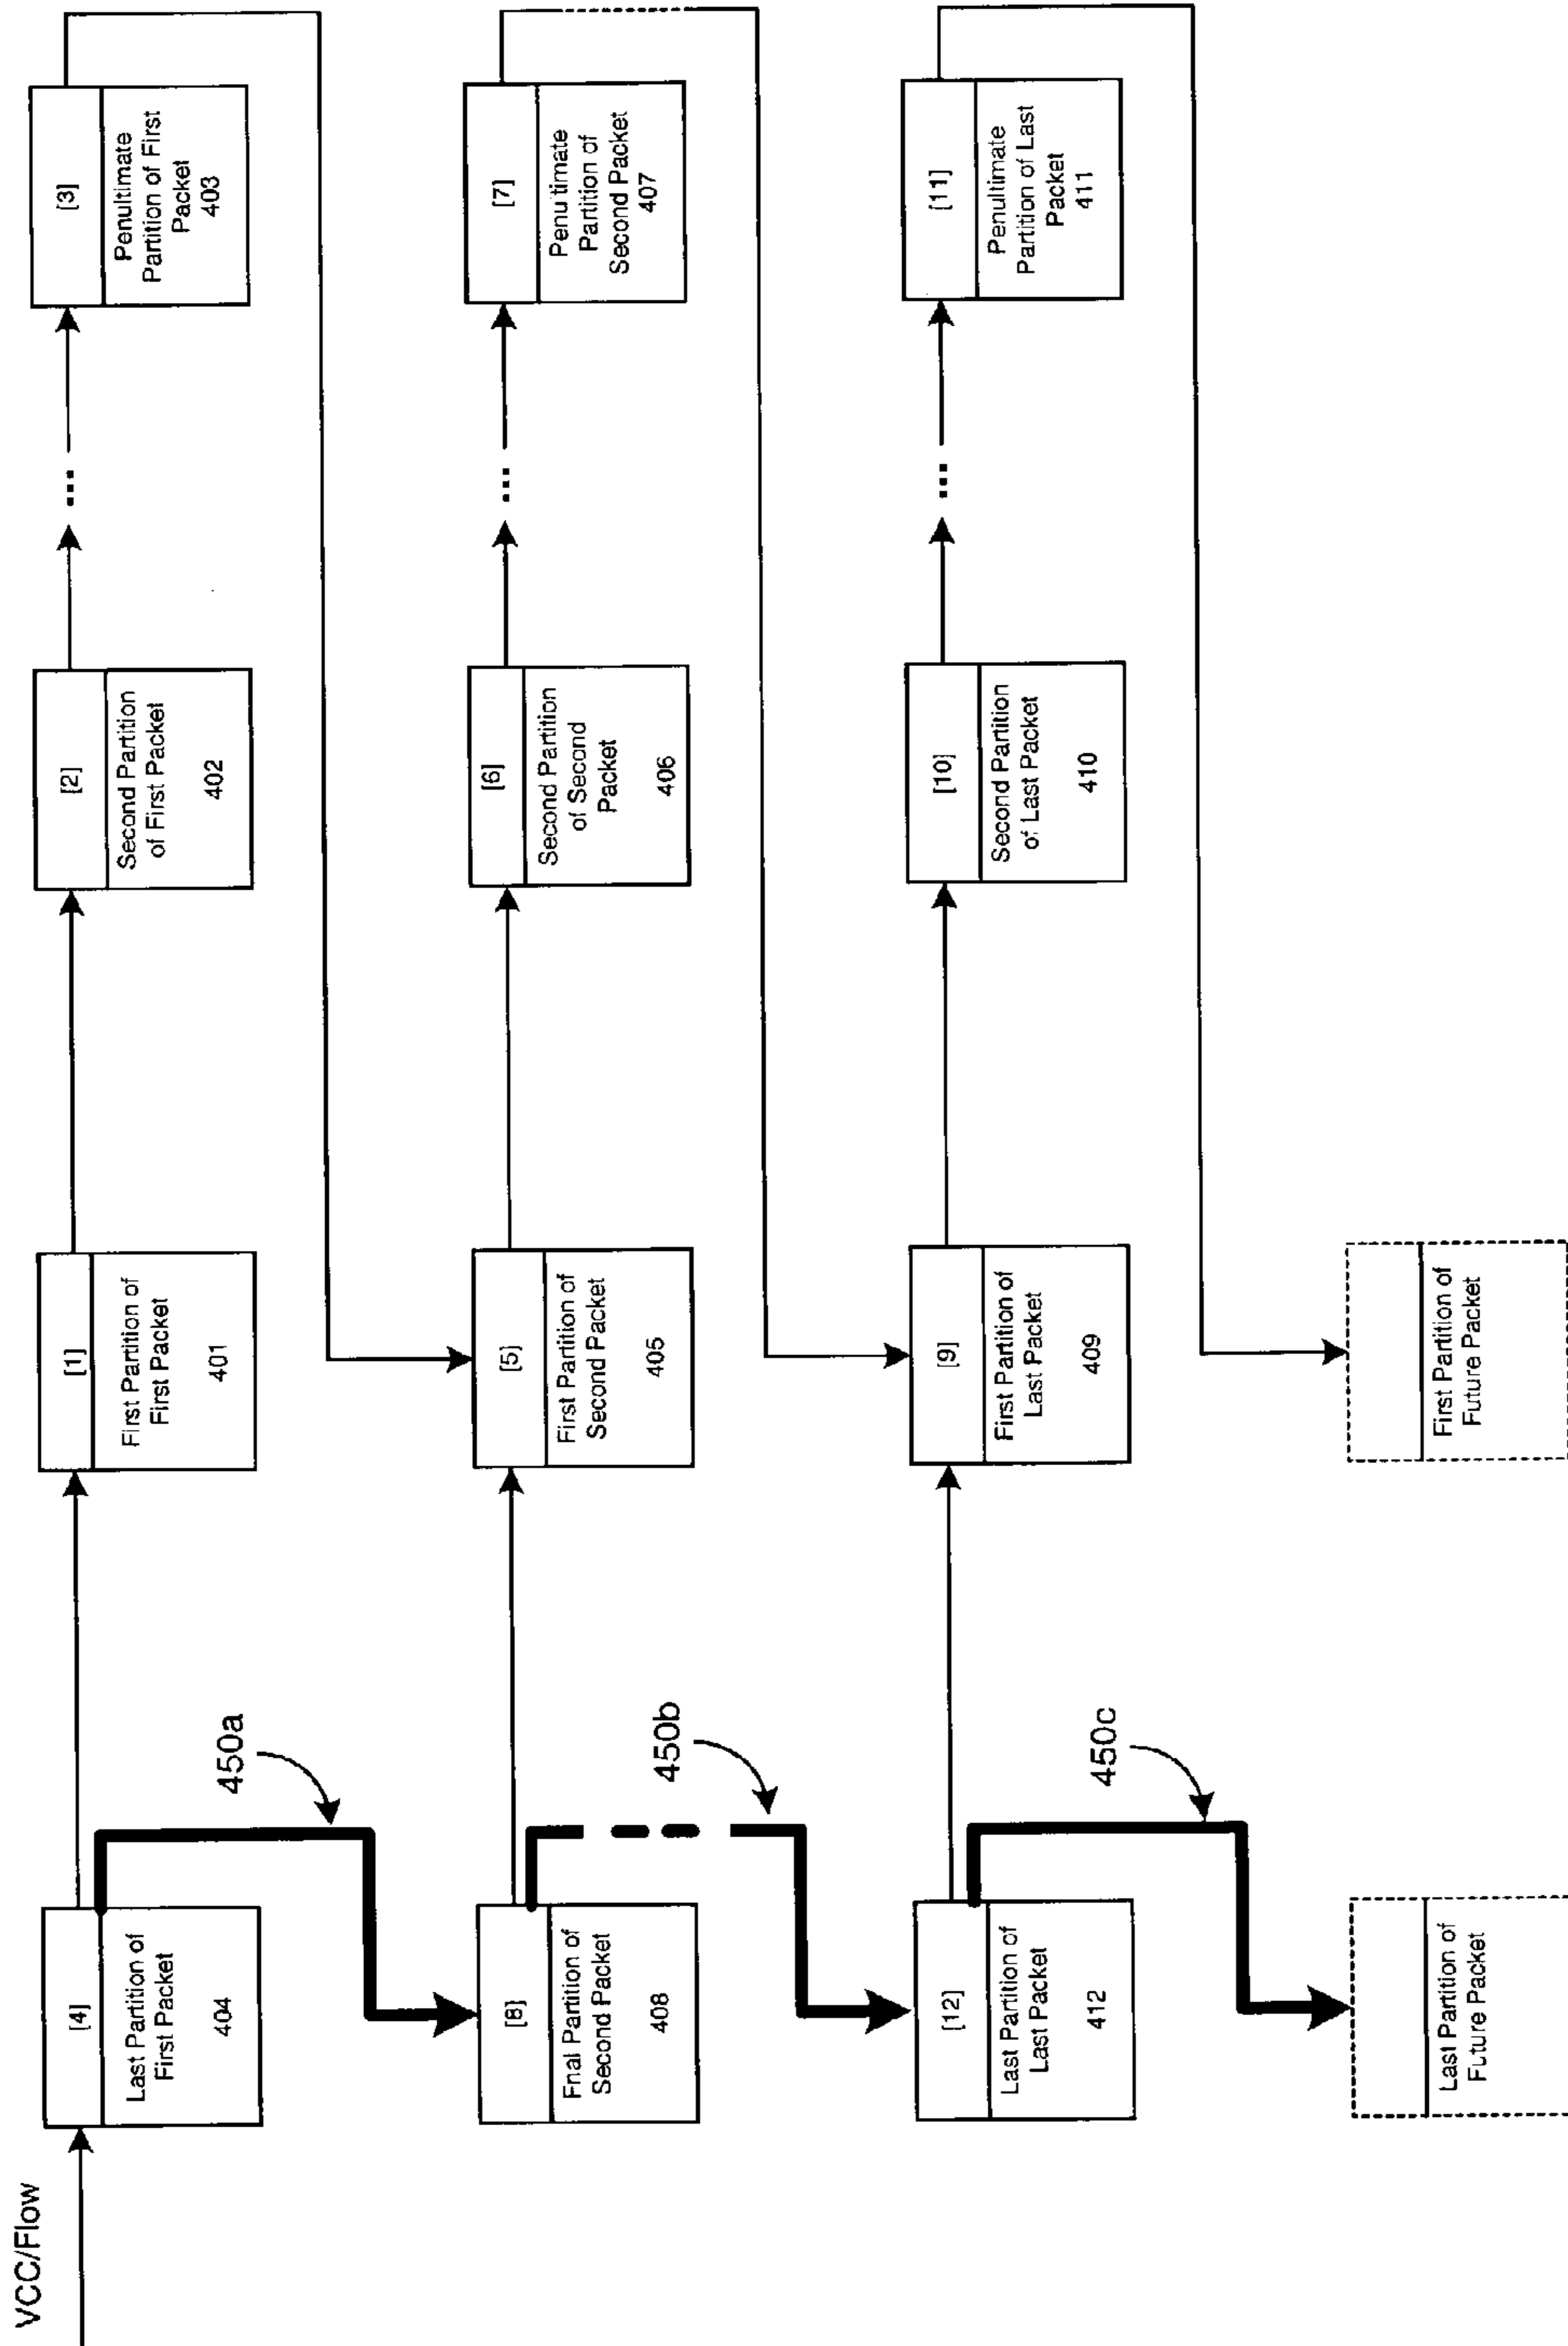 VCC/Flow
[4]
Last Partition of
First Packet
404
[1]
First Partition of
First Packet
401
[2]
Second Partition
of First Packet
402
...
[3]
Penultimate
Partition of First
Packet
403
450a
[8]
Fnal Partition of
Second Packet
408
[5]
First Partition of
Second Packet
405
[6]
Second Partition
of Second
Packet
406
...
[7]
Penultimate
Partition of
Second Packet
407
450b
[12]
Last Partition of
Last Packet
412
[9]
First Partition of
Last Packet
409
[10]
Second Partition
of Last Packet
410
...
[11]
Penultimate
Partition of Last
Packet
411
450c
Last Partition of
Future Packet
First Partition of
Future Packet